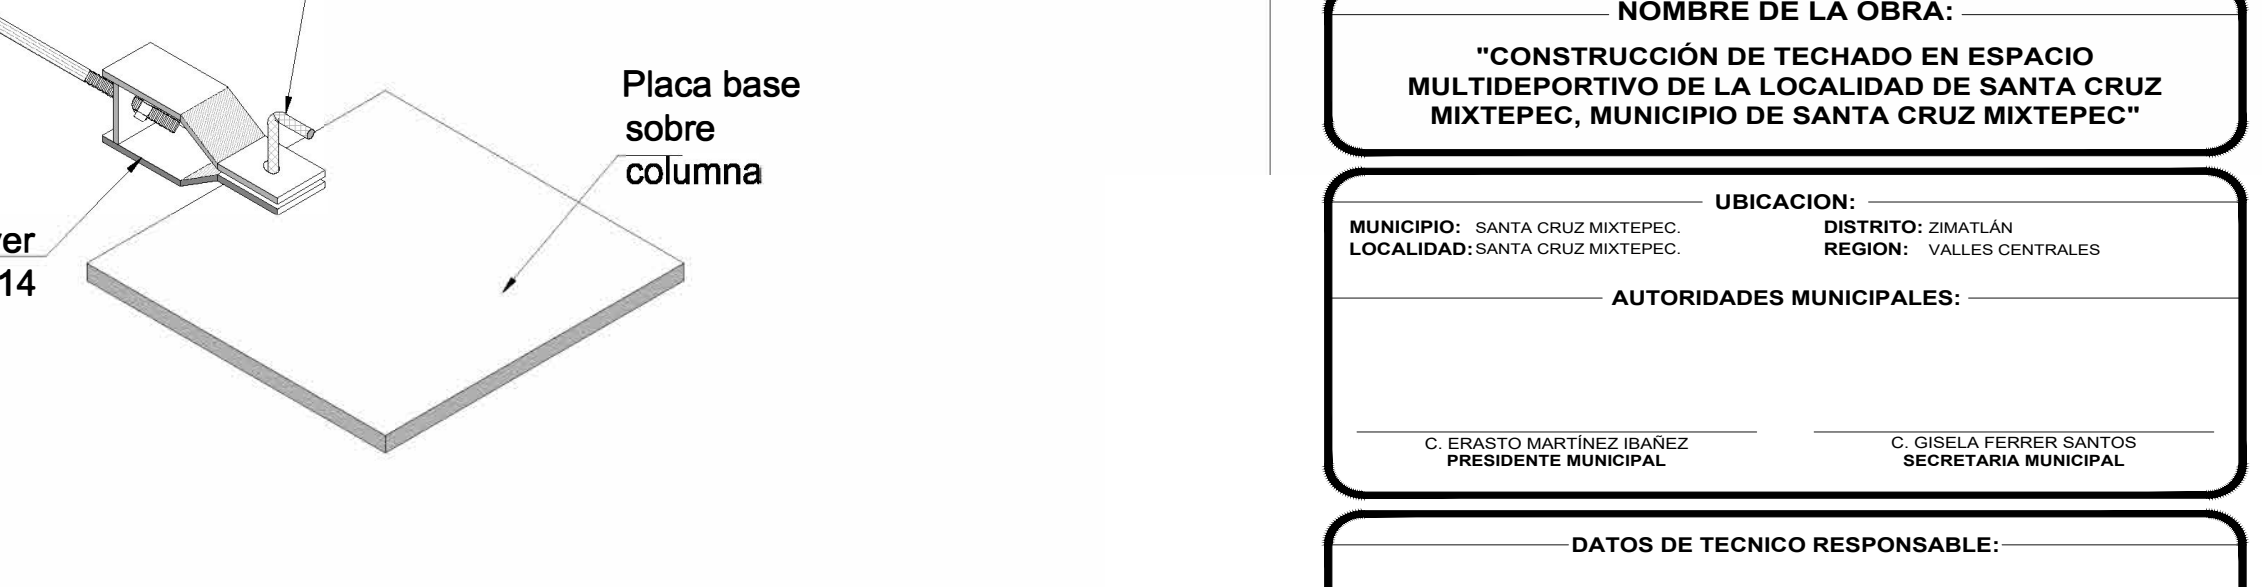 Placa base
sobre
columna
14
NOMBRE DE LA OBRA:
"CONSTRUCCIÓN DE TECHADO EN ESPACIO
MULTIDEPORTIVO DE LA LOCALIDAD DE SANTA CRUZ
MIXTEPEC, MUNICIPIO DE SANTA CRUZ MIXTEPEC"
UBICACION:
MUNICIPIO: SANTA CRUZ MIXTEPEC. DISTRITO: ZIMATLÁN
LOCALIDAD: SANTA CRUZ MIXTEPEC. REGION: VALLES CENTRALES
AUTORIDADES MUNICIPALES:
C. ERASTO MARTÍNEZ IBAÑEZ
PRESIDENTE MUNICIPAL
C. GISELA FERRER SANTOS
SECRETARIA MUNICIPAL
DATOS DE TECNICO RESPONSABLE: